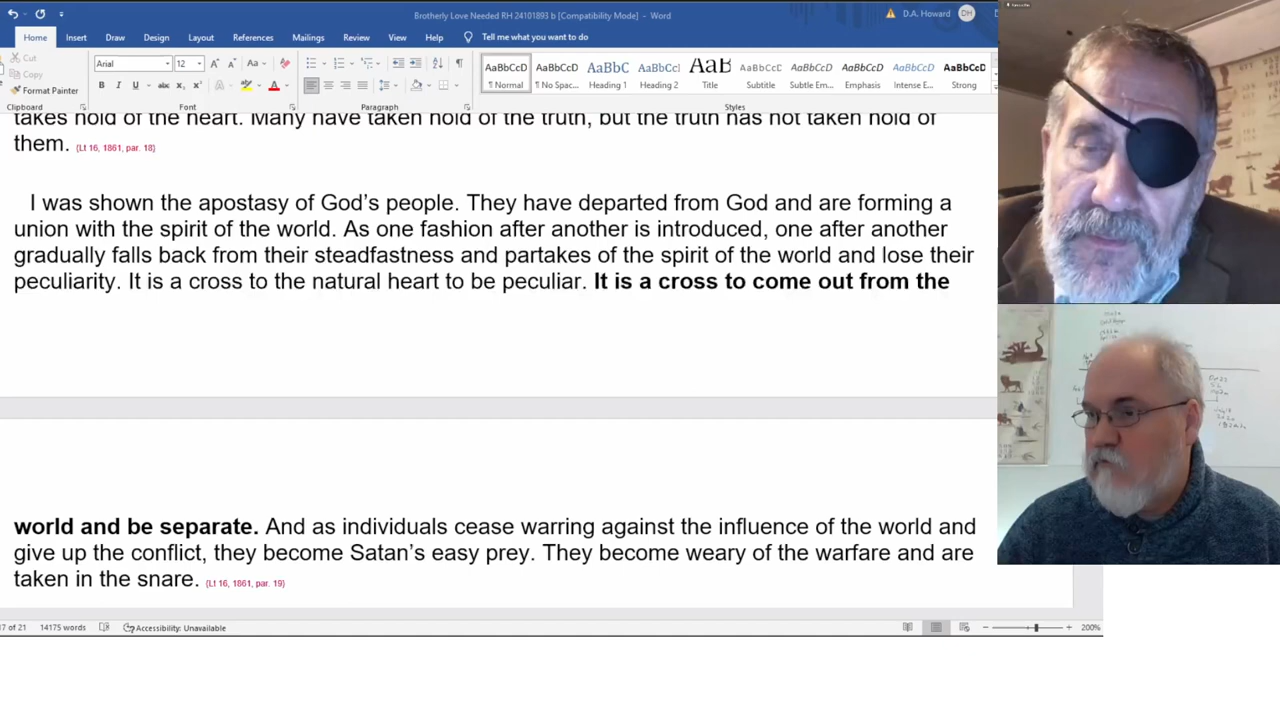 Brotherly Love Needed RH 24101893 b [Compatibility Mode] - Word
D.A. Howard DH
Home Insert Draw Design Layout References Mailings Review View Help Tell me what you want to do
Cut
Copy
Format Painter
Clipboard
Arial 12
Font
Paragraph
AaBbCcD AaBbCcD AaBbC AaBbCcI AaB AaBbCcD AaBbCcD AaBbCcD AaBbCcD AaBbCcD
¶ Normal ¶ No Spac... Heading 1 Heading 2 Title Subtitle Subtle Em... Emphasis Intense E... Strong
Styles
takes hold of the heart. Many have taken hold of the truth, but the truth has not taken hold of
them. {Lt 16, 1861, par. 18}
I was shown the apostasy of God’s people. They have departed from God and are forming a
union with the spirit of the world. As one fashion after another is introduced, one after another
gradually falls back from their steadfastness and partakes of the spirit of the world and lose their
peculiarity. It is a cross to the natural heart to be peculiar. It is a cross to come out from the
world and be separate. And as individuals cease warring against the influence of the world and
give up the conflict, they become Satan’s easy prey. They become weary of the warfare and are
taken in the snare. {Lt 16, 1861, par. 19}
17 of 21 14175 words Accessibility: Unavailable 200%